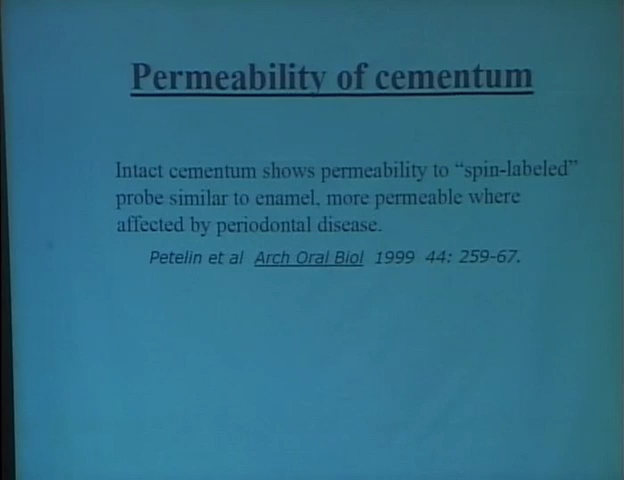 Permeability of cementum
Intact cementum shows permeability to “spin-labeled”
probe similar to enamel, more permeable where
affected by periodontal disease.
Petelin et al Arch Oral Biol 1999 44: 259-67.